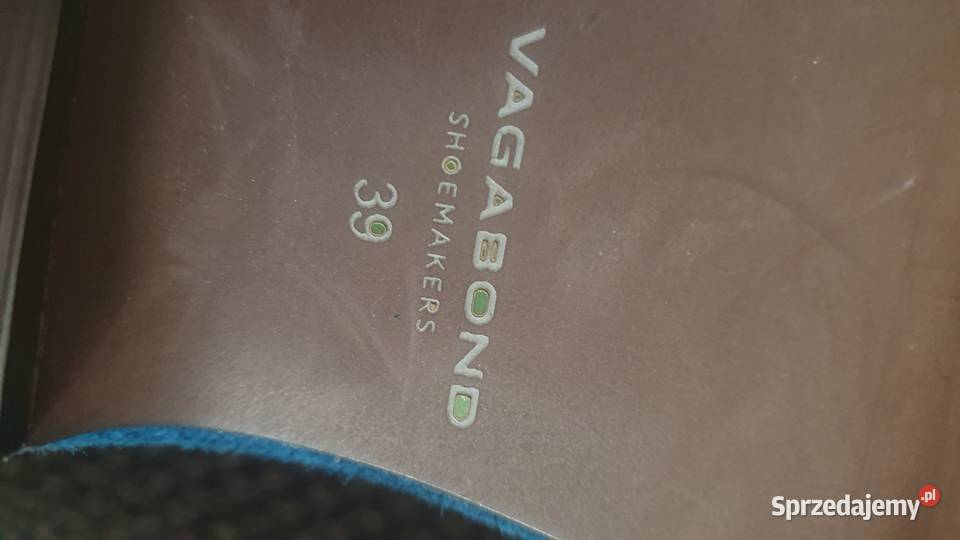 VAGABOND
SHOEMAKERS
39
Sprzedajemy.pl